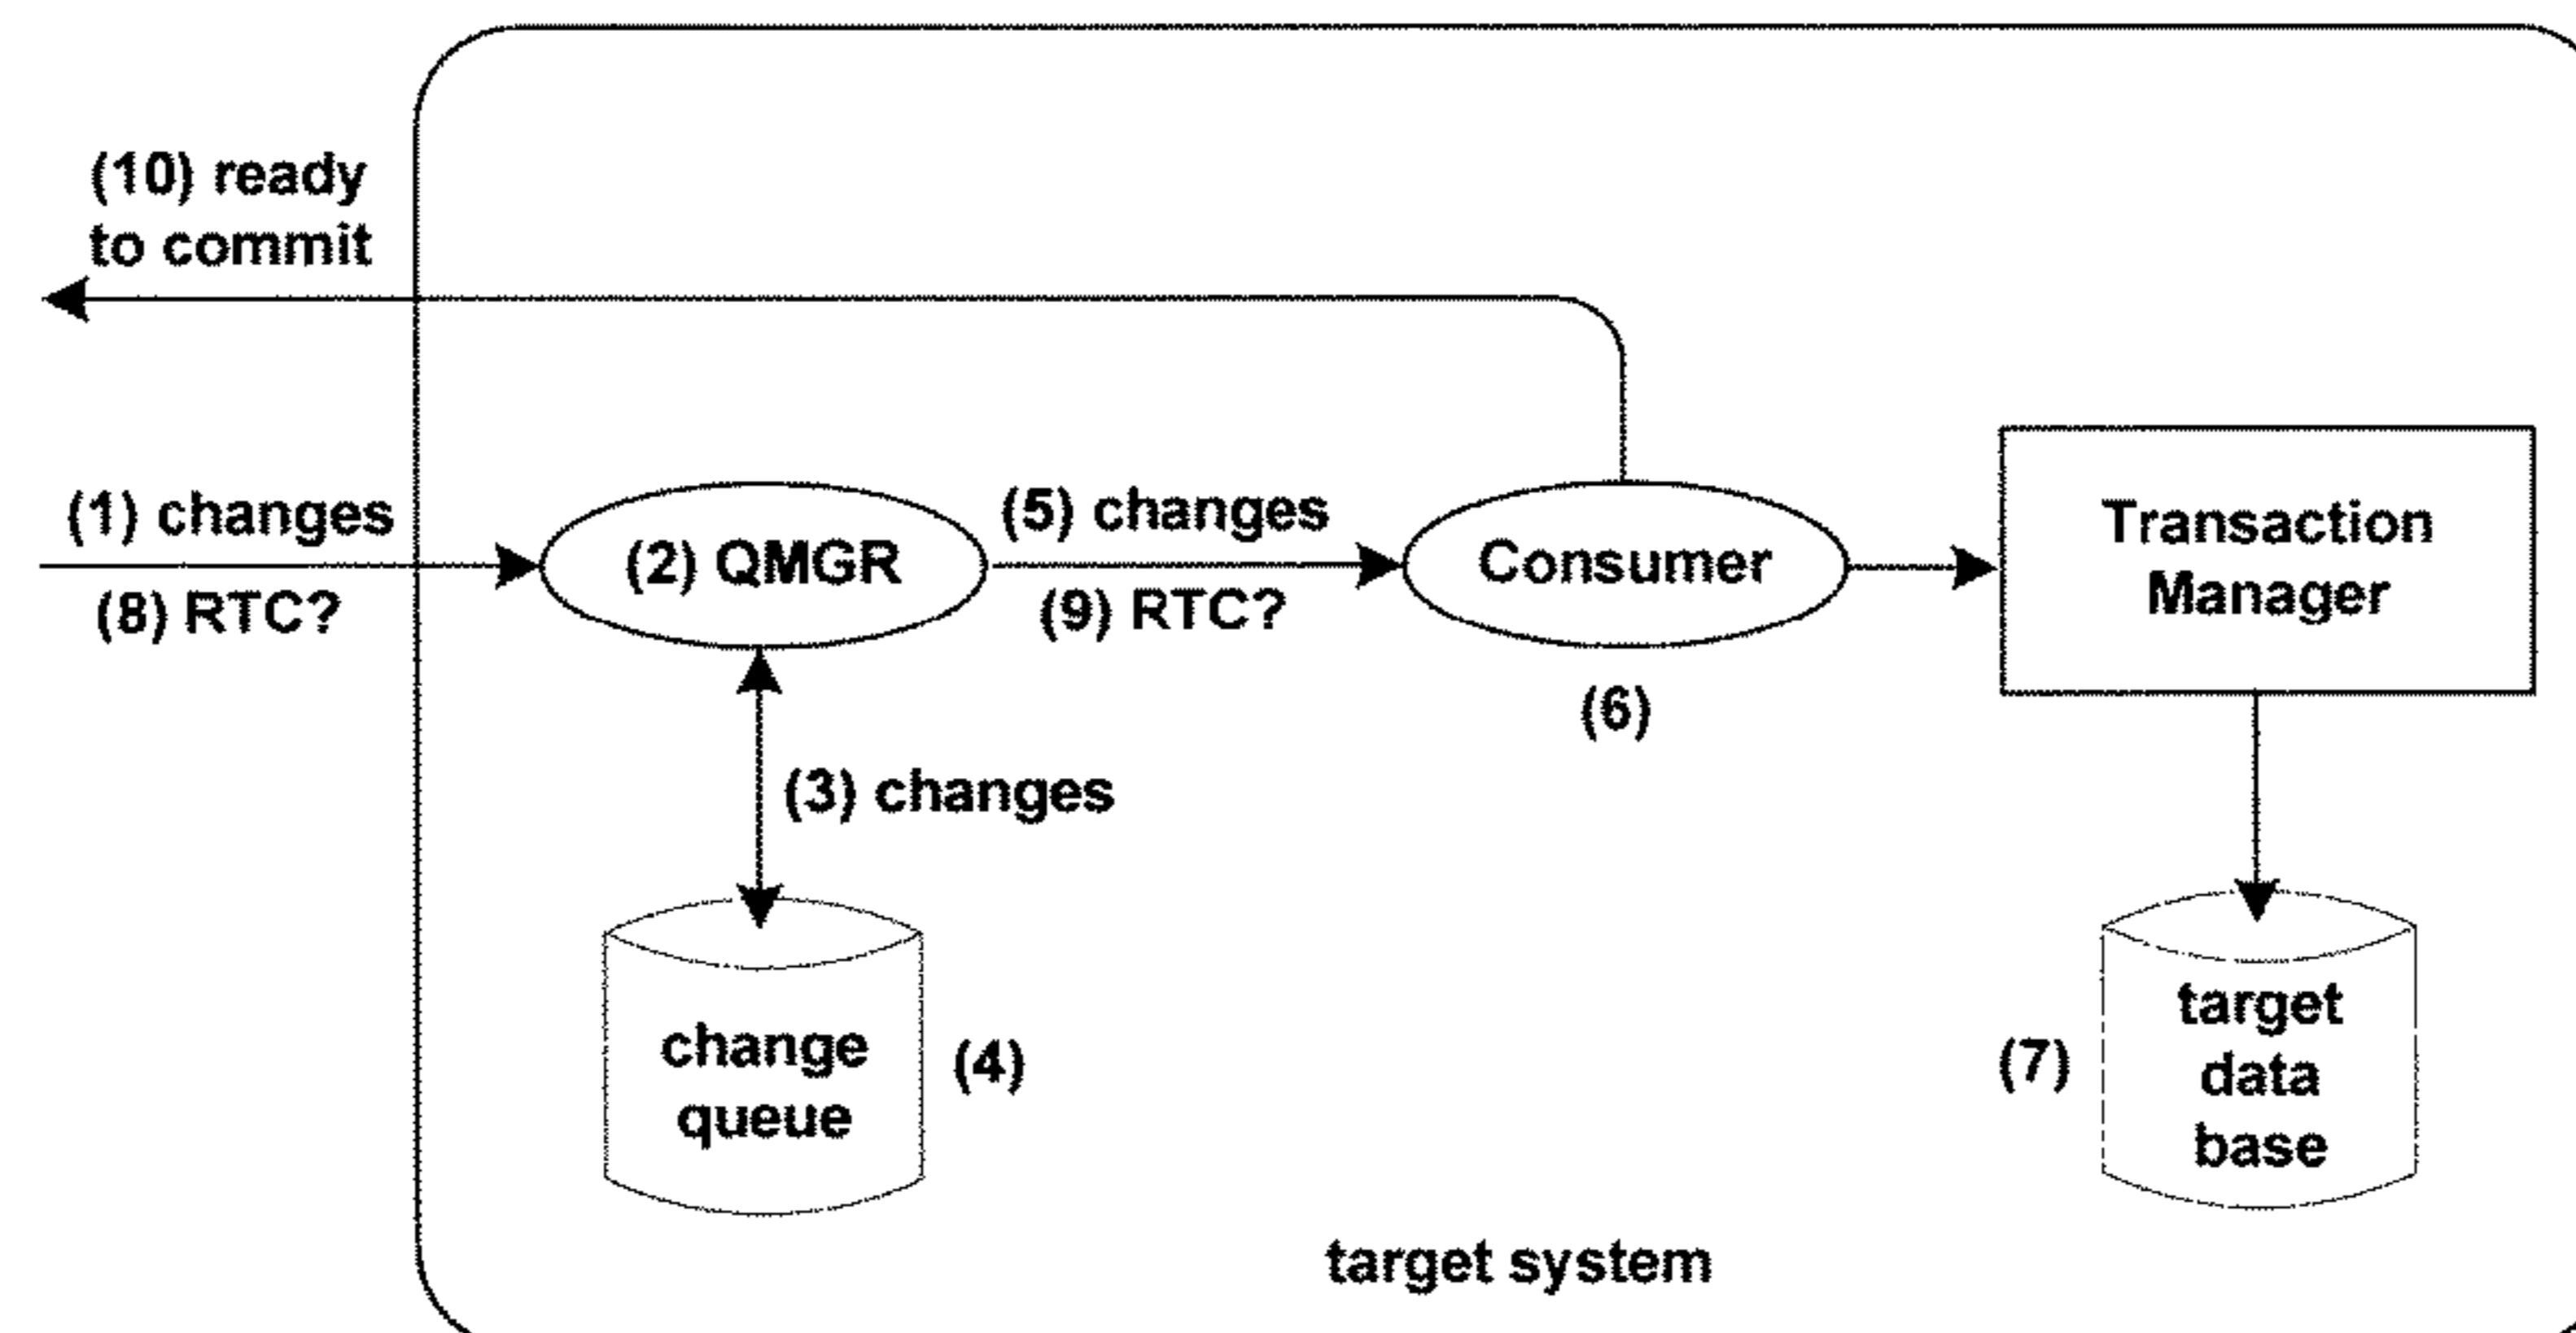 (10) ready
to commit
(1) changes
(8) RTC?
(2) QMGR
(5) changes
(9) RTC?
Consumer
(6)
Transaction
Manager
(3) changes
change
queue
(4)
(7)
target
data
base
target system